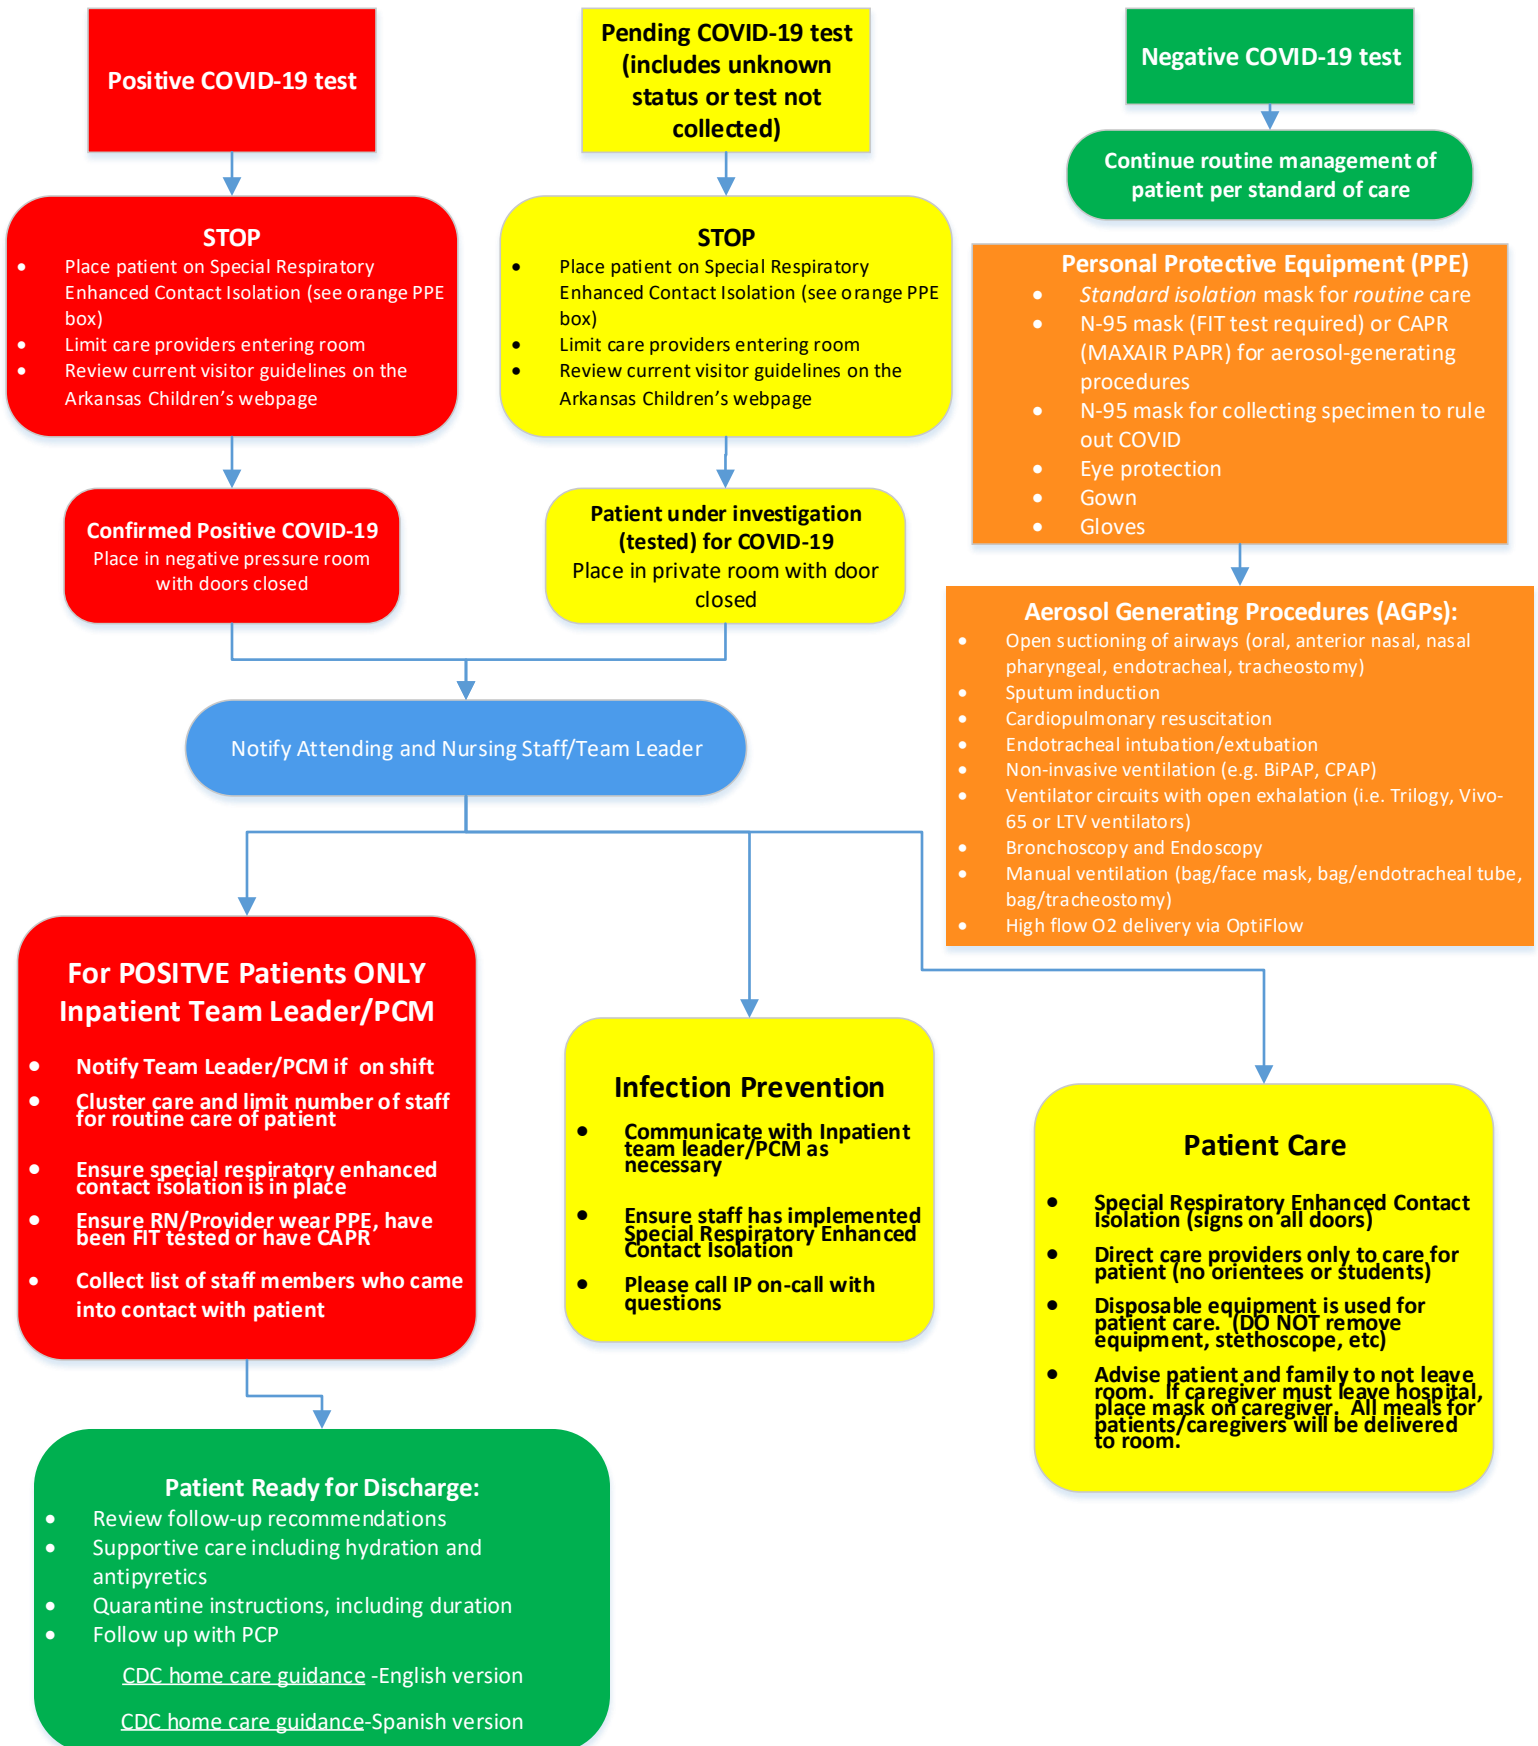 Positive COVID-19 test
Pending COVID-19 test
(includes unknown
status or test not
collected)
Negative COVID-19 test
Continue routine management of
patient per standard of care
STOP
• Place patient on Special Respiratory
Enhanced Contact Isolation (see orange PPE
box)
• Limit care providers entering room
• Review current visitor guidelines on the
Arkansas Children's webpage
STOP
• Place patient on Special Respiratory
Enhanced Contact Isolation (see orange PPE
box)
• Limit care providers entering room
• Review current visitor guidelines on the
Arkansas Children's webpage
Personal Protective Equipment (PPE)
• Standard isolation mask for routine care
• N-95 mask (FIT test required) or CAPR
(MAXAIR PAPR) for aerosol-generating
procedures
• N-95 mask for collecting specimen to rule
out COVID
• Eye protection
• Gown
• Gloves
Confirmed Positive COVID-19
Place in negative pressure room
with doors closed
Patient under investigation
(tested) for COVID-19
Place in private room with door
closed
Aerosol Generating Procedures (AGPs):
• Open suctioning of airways (oral, anterior nasal, nasal
pharyngeal, endotracheal, tracheostomy)
• Sputum induction
• Cardiopulmonary resuscitation
• Endotracheal intubation/extubation
• Non-invasive ventilation (e.g. BiPAP, CPAP)
• Ventilator circuits with open exhalation (i.e. Trilogy, Vivo-
65 or LTV ventilators)
• Bronchoscopy and Endoscopy
• Manual ventilation (bag/face mask, bag/endotracheal tube,
bag/tracheostomy)
• High flow O2 delivery via OptiFlow
Notify Attending and Nursing Staff/Team Leader
For POSITVE Patients ONLY
Inpatient Team Leader/PCM
• Notify Team Leader/PCM if on shift
• Cluster care and limit number of staff
for routine care of patient
• Ensure special respiratory enhanced
contact isolation is in place
• Ensure RN/Provider wear PPE, have
been FIT tested or have CAPR
• Collect list of staff members who came
into contact with patient
Infection Prevention
• Communicate with Inpatient
team leader/PCM as
necessary
• Ensure staff has implemented
Special Respiratory Enhanced
Contact Isolation
• Please call IP on-call with
questions
Patient Care
• Special Respiratory Enhanced Contact
Isolation (signs on all doors)
• Direct care providers only to care for
patient (no orientees or students)
• Disposable equipment is used for
patient care. (DO NOT remove
equipment, stethoscope, etc)
• Advise patient and family to not leave
room. If caregiver must leave hospital,
place mask on caregiver. All meals for
patients/caregivers will be delivered
to room.
Patient Ready for Discharge:
• Review follow-up recommendations
• Supportive care including hydration and
antipyretics
• Quarantine instructions, including duration
• Follow up with PCP
CDC home care guidance -English version
CDC home care guidance-Spanish version